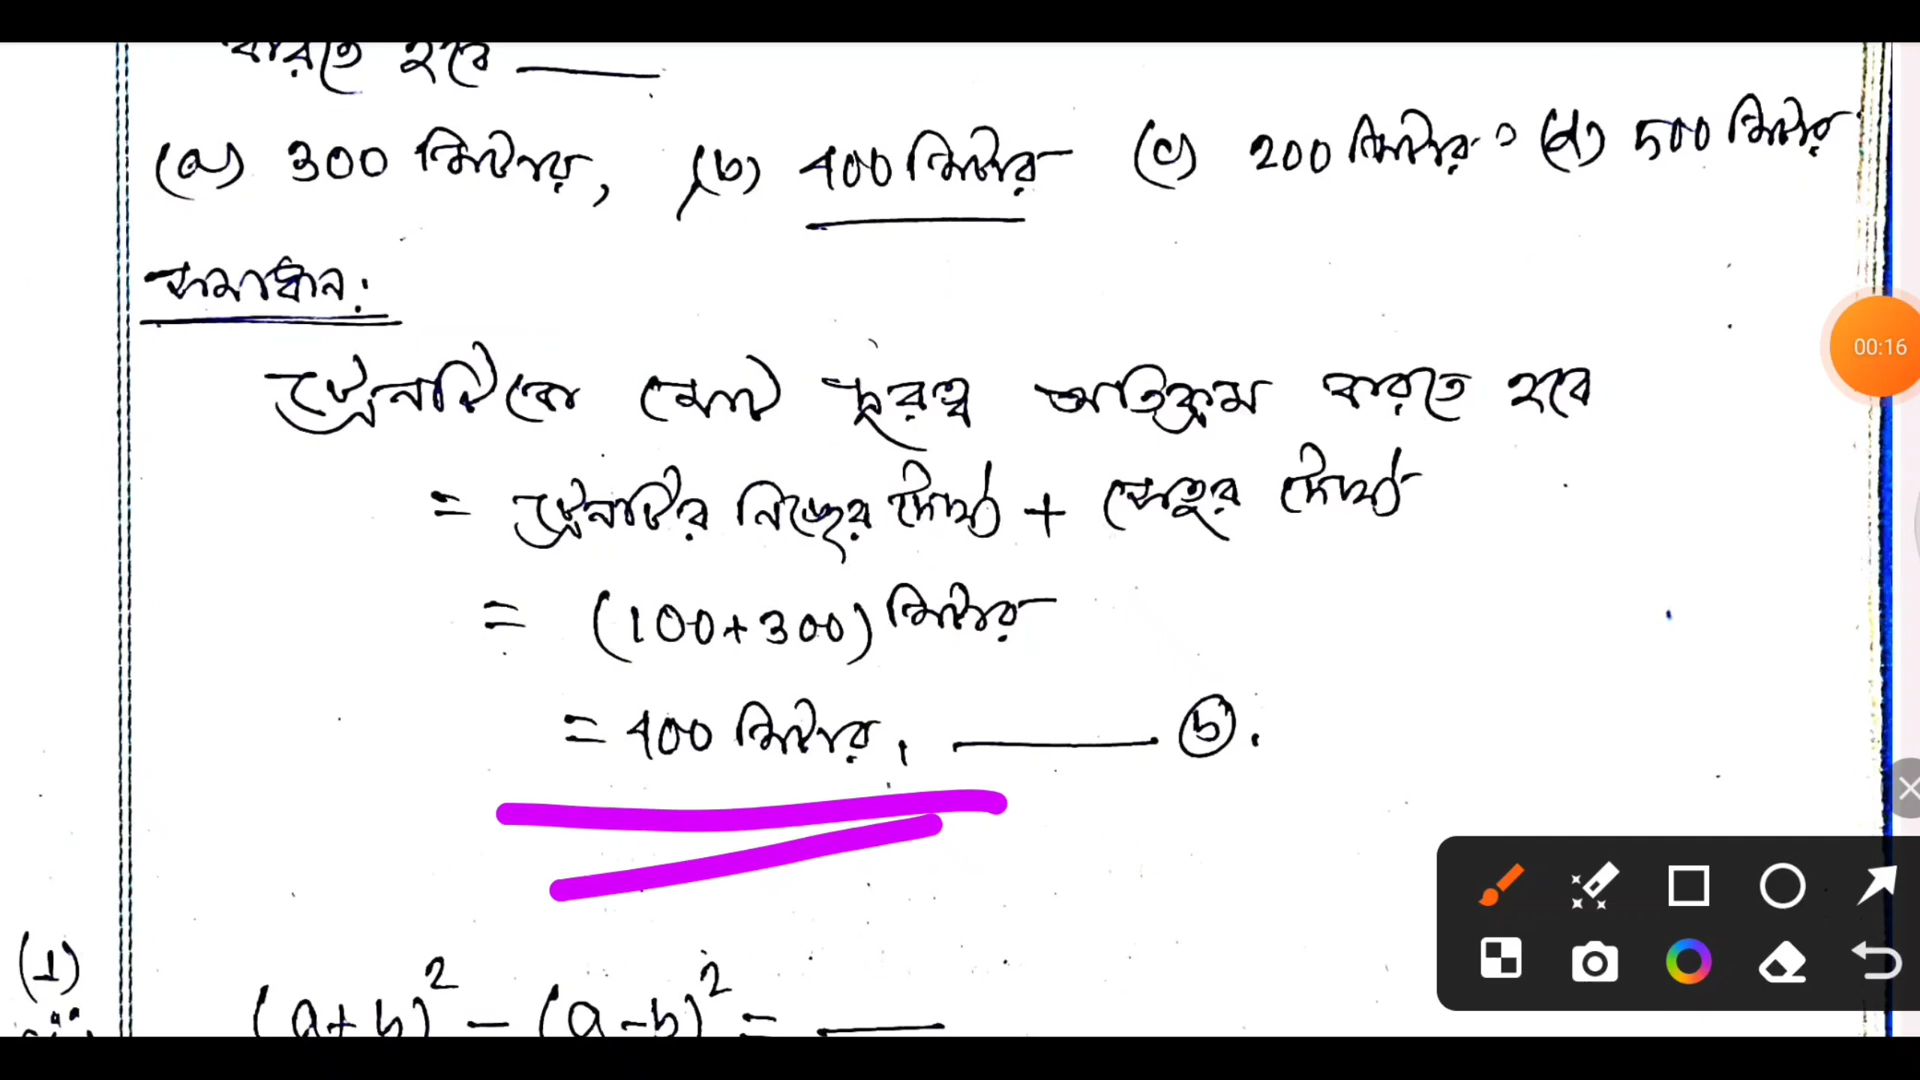 করতে হবে ______
(a) 300 মিটার, (b) 400 মিটার (c) 200 মিটার, (d) 500 মিটার
সমাধান:
ট্রেনটিকে মোট দূরত্ব অতিক্রম করতে হবে
00:16
= ট্রেনটির নিজের দৈর্ঘ্য + সেতুর দৈর্ঘ্য
= (100+300) মিটার
= 400 মিটার, ______ (b).
(1)
(a+b)² - (a-b)² = ______